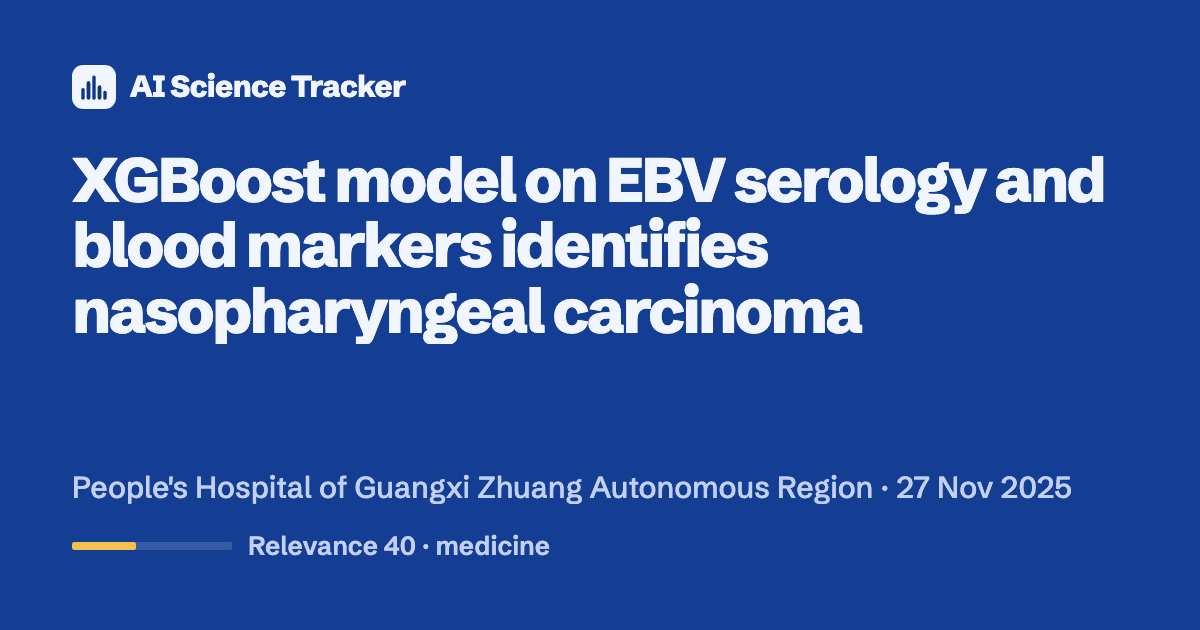 AI Science Tracker
XGBoost model on EBV serology and
blood markers identifies
nasopharyngeal carcinoma
People's Hospital of Guangxi Zhuang Autonomous Region · 27 Nov 2025
Relevance 40 · medicine